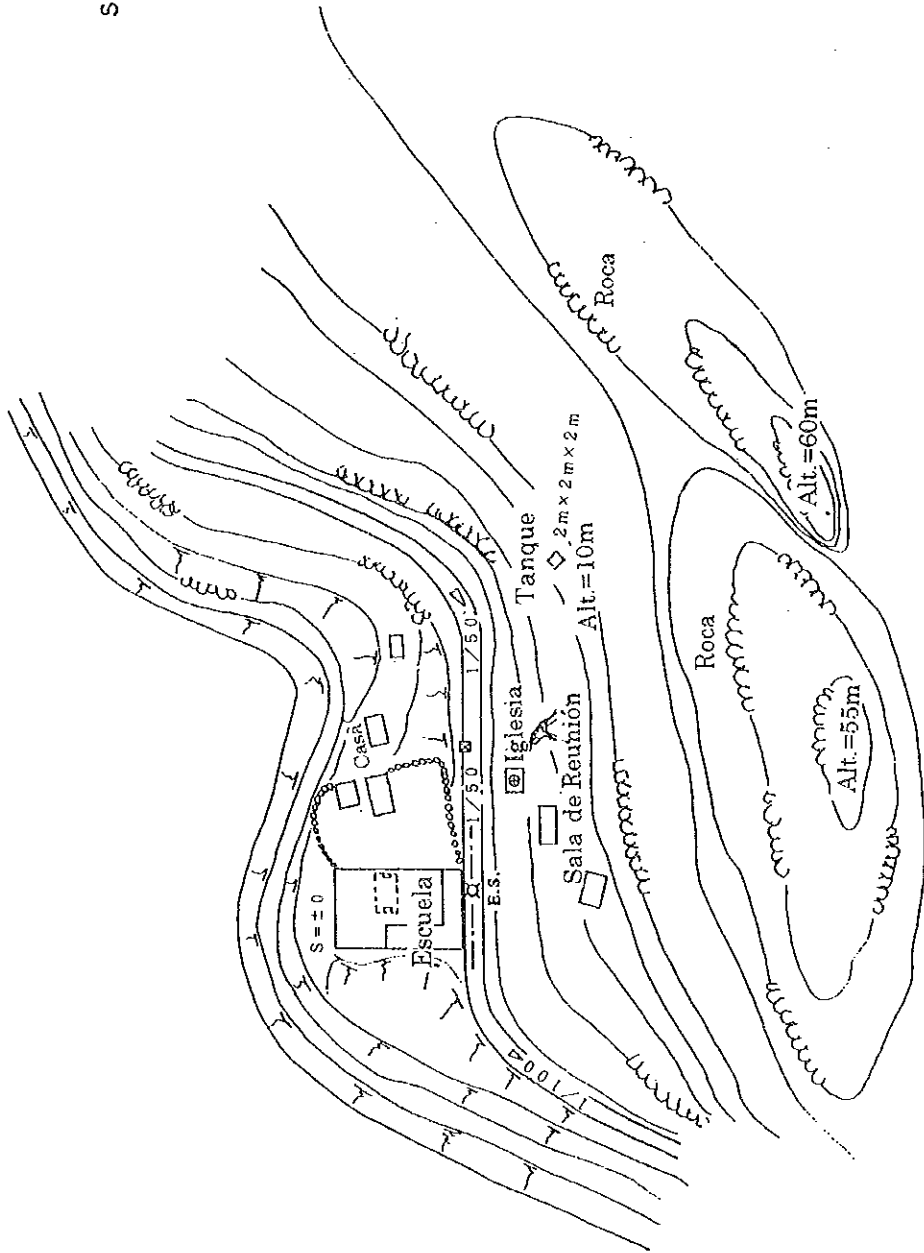 S
Roca
Alt.=60m
2m×2m×2m
Tanque
Alt.=10m
1/50
Roca
Casa
Iglesia
Alt.=55m
1/50
Sala de Reunión
S=±0
E.S.
Escuela
1/100